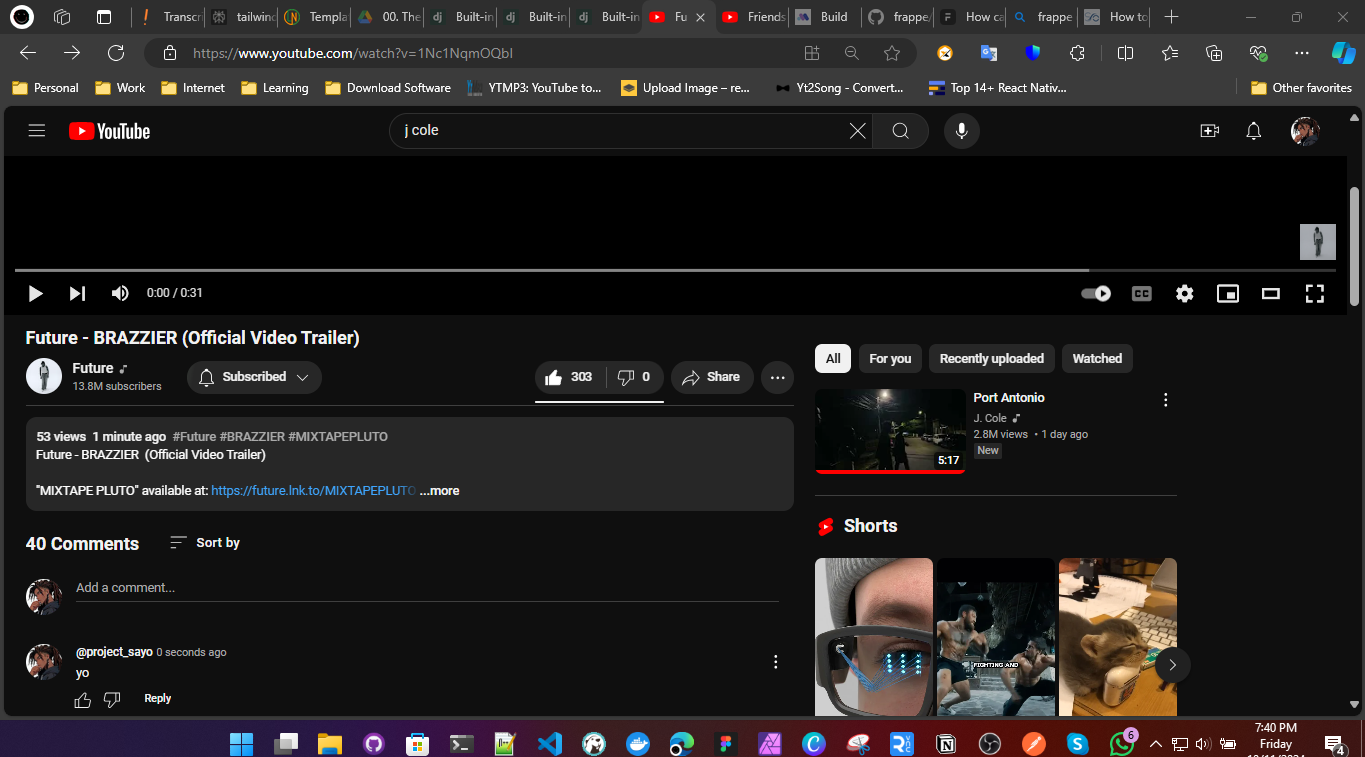 Transcr
tailwind
Templa
00. The
Built-in
Built-in
Built-in
Fu
Friends
Build
frappe/
How ca
frappe
How to
https://www.youtube.com/watch?v=1Nc1NqmOQbI
Personal
Work
Internet
Learning
Download Software
YTMP3: YouTube to...
Upload Image – re...
Yt2Song - Convert...
Top 14+ React Nativ...
Other favorites
YouTube
j cole
0:00 / 0:31
CC
Future - BRAZZIER (Official Video Trailer)
Future
13.8M subscribers
Subscribed
303
0
Share
53 views 1 minute ago #Future #BRAZZIER #MIXTAPEPLUTO
Future - BRAZZIER (Official Video Trailer)
"MIXTAPE PLUTO" available at: https://future.lnk.to/MIXTAPEPLUTO ...more
40 Comments
Sort by
Add a comment...
@project_sayo 0 seconds ago
yo
Reply
All
For you
Recently uploaded
Watched
5:17
Port Antonio
J. Cole
2.8M views • 1 day ago
New
Shorts
FIGHTING AND
6
7:40 PM
Friday
4